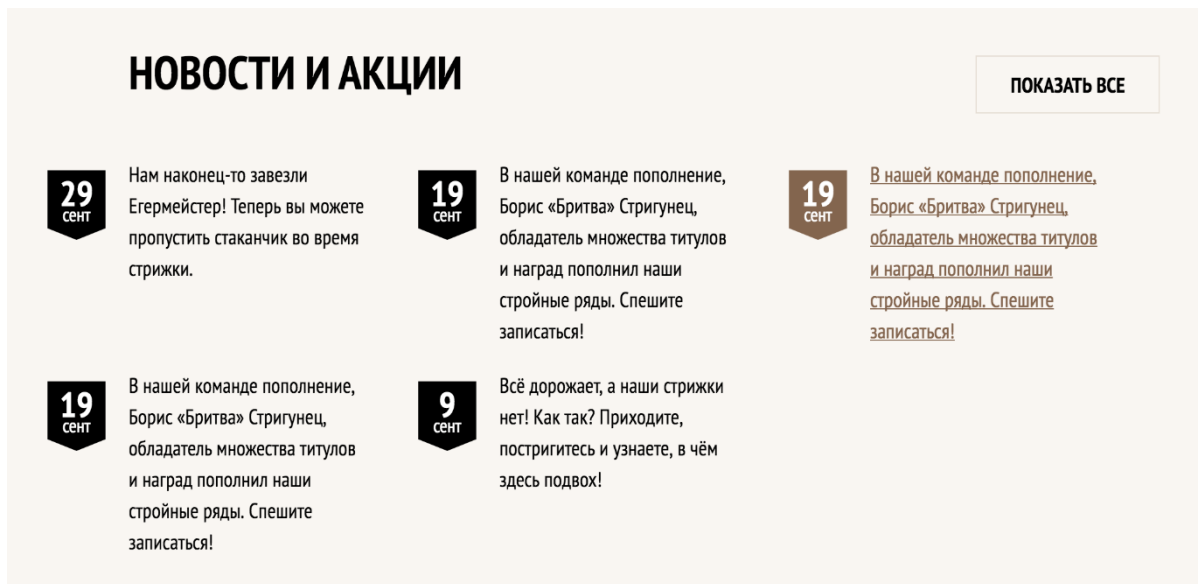 НОВОСТИ И АКЦИИ
ПОКАЗАТЬ ВСЕ
29
сент
Нам наконец-то завезли
Егермейстер! Теперь вы можете
пропустить стаканчик во время
стрижки.
19
сент
В нашей команде пополнение,
Борис «Бритва» Стригунец,
обладатель множества титулов
и наград пополнил наши
стройные ряды. Спешите
записаться!
19
сент
В нашей команде пополнение,
Борис «Бритва» Стригунец,
обладатель множества титулов
и наград пополнил наши
стройные ряды. Спешите
записаться!
19
сент
В нашей команде пополнение,
Борис «Бритва» Стригунец,
обладатель множества титулов
и наград пополнил наши
стройные ряды. Спешите
записаться!
9
сент
Всё дорожает, а наши стрижки
нет! Как так? Приходите,
постригитесь и узнаете, в чём
здесь подвох!